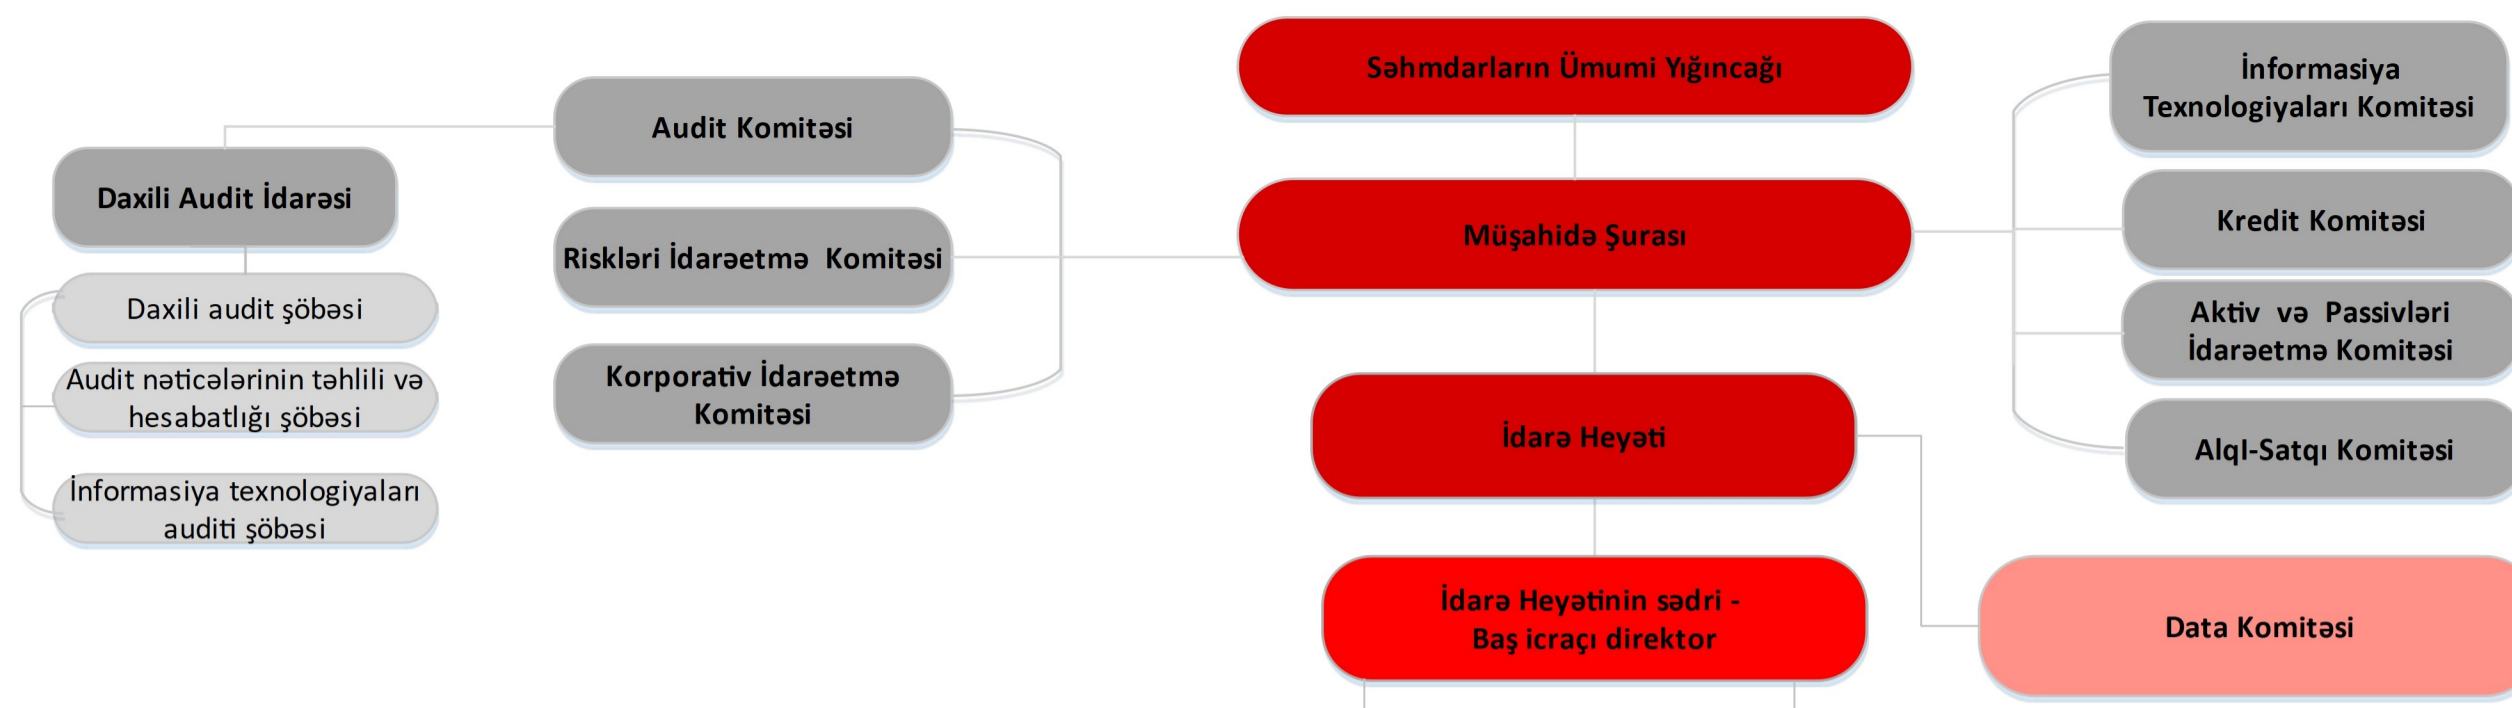 Səhmdarların Ümumi Yığıncağı
Müşahidə Şurası
İdarə Heyəti
İdarə Heyətinin sədri -
Baş icraçı direktor
Audit Komitəsi
Riskləri İdarəetmə  Komitəsi
Korporativ İdarəetmə
Komitəsi
Daxili Audit İdarəsi
Daxili audit şöbəsi
Audit nəticələrinin təhlili və
hesabatlığı şöbəsi
İnformasiya texnologiyaları
auditi şöbəsi
İnformasiya
Texnologiyaları Komitəsi
Kredit Komitəsi
Aktiv  və  Passivləri
İdarəetmə Komitəsi
AlqI-Satqı Komitəsi
Data Komitəsi